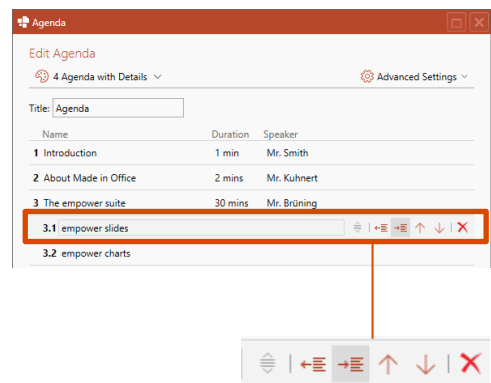 Agenda
Edit Agenda
4 Agenda with Details
Advanced Settings
Title: Agenda
Name Duration Speaker
1 Introduction 1 min Mr. Smith
2 About Made in Office 2 mins Mr. Kuhnert
3 The empower suite 30 mins Mr. Brüning
3.1 empower slides
3.2 empower charts